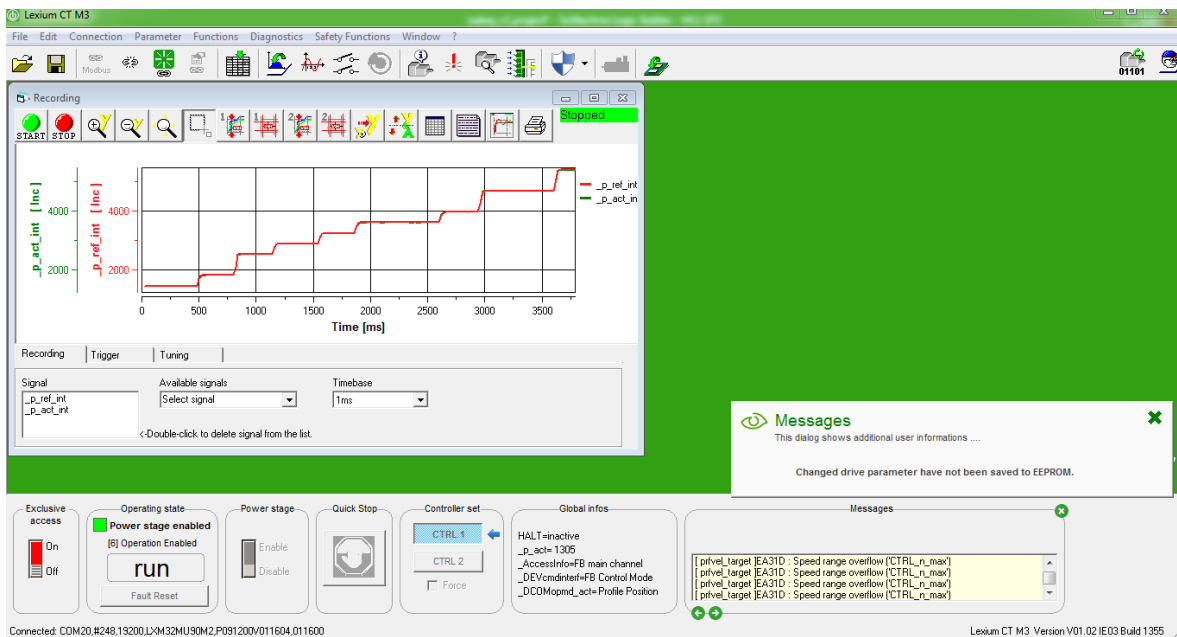 Lexium CT M3
File Edit Connection Parameter Functions Diagnostics Safety Functions Window ?
Modbus
01101
Recording
START STOP 1 1 2 2
Stopped
_p_act_int [ Inc ]
_p_ref_int [ Inc ]
4000 4000
2000 2000
_p_ref_int
_p_act_in
0 500 1000 1500 2000 2500 3000 3500
Time [ms]
Recording Trigger Tuning
Signal Available signals Timebase
_p_ref_int Select signal 1ms
_p_act_int
<-Double-click to delete signal from the list.
Messages
This dialog shows additional user informations ....
Changed drive parameter have not been saved to EEPROM.
Exclusive access
On
Off
Operating state
Power stage enabled
[6] Operation Enabled
run
Fault Reset
Power stage
Enable
Disable
Quick Stop
Controller set
CTRL 1
CTRL 2
Force
Global infos
HALT=inactive
_p_act= 1305
_AccessInfo=FB main channel
_DEVcmdinterf=FB Control Mode
_DCOMopmd_act=Profile Position
Messages
[ prfvel_target ]EA31D : Speed range overflow ('CTRL_n_max')
[ prfvel_target ]EA31D : Speed range overflow ('CTRL_n_max')
[ prfvel_target ]EA31D : Speed range overflow ('CTRL_n_max')
[ prfvel_target ]EA31D : Speed range overflow ('CTRL_n_max')
Connected: COM20,#248,19200,LXM32MU90M2,P091200V011604,011600
Lexium CT M3 Version V01.02 IE03 Build 1355